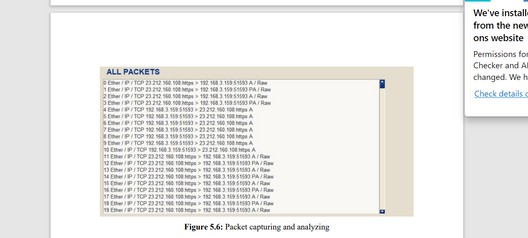 ALL PACKETS
0 Ether / IP / TCP 23.212.160.108:https > 192.168.3.159:51593 A / Raw
1 Ether / IP / TCP 23.212.160.108:https > 192.168.3.159:51593 PA / Raw
2 Ether / IP / TCP 23.212.160.108:https > 192.168.3.159:51593 A / Raw
3 Ether / IP / TCP 23.212.160.108:https > 192.168.3.159:51593 PA / Raw
4 Ether / IP / TCP 192.168.3.159:51593 > 23.212.160.108:https A
5 Ether / IP / TCP 192.168.3.159:51593 > 23.212.160.108:https A
6 Ether / IP / TCP 192.168.3.159:51593 > 23.212.160.108:https A
7 Ether / IP / TCP 192.168.3.159:51593 > 23.212.160.108:https A
8 Ether / IP / TCP 192.168.3.159:51593 > 23.212.160.108:https A
9 Ether / IP / TCP 192.168.3.159:51593 > 23.212.160.108:https A
10 Ether / IP / TCP 192.168.3.159:51593 > 23.212.160.108:https A
11 Ether / IP / TCP 23.212.160.108:https > 192.168.3.159:51593 A / Raw
12 Ether / IP / TCP 23.212.160.108:https > 192.168.3.159:51593 PA / Raw
13 Ether / IP / TCP 23.212.160.108:https > 192.168.3.159:51593 A / Raw
14 Ether / IP / TCP 23.212.160.108:https > 192.168.3.159:51593 PA / Raw
15 Ether / IP / TCP 23.212.160.108:https > 192.168.3.159:51593 A / Raw
16 Ether / IP / TCP 23.212.160.108:https > 192.168.3.159:51593 PA / Raw
17 Ether / IP / TCP 23.212.160.108:https > 192.168.3.159:51593 A / Raw
18 Ether / IP / TCP 23.212.160.108:https > 192.168.3.159:51593 PA / Raw
19 Ether / IP / TCP 23.212.160.108:https > 192.168.3.159:51593 A / Raw
Figure 5.6: Packet capturing and analyzing
We've install
from the new
ons website
Permissions for
Checker and A
changed. We h
Check details